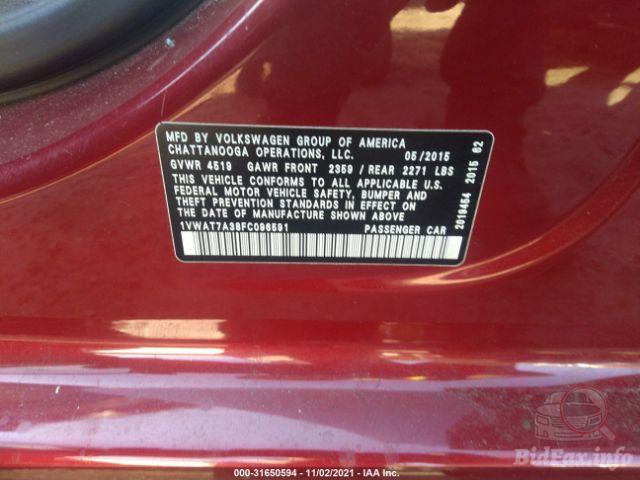 MFD BY VOLKSWAGEN GROUP OF AMERICA
CHATTANOOGA OPERATIONS, LLC. 05/2015
GVWR 4519 GAWR FRONT 2359 / REAR 2271 LBS
THIS VEHICLE CONFORMS TO ALL APPLICABLE U.S.
FEDERAL MOTOR VEHICLE SAFETY, BUMPER AND
THEFT PREVENTION STANDARDS IN EFFECT ON
THE DATE OF MANUFACTURE SHOWN ABOVE
1VWAT7A38FC098591 PASSENGER CAR
2019454 2015 62
BidFax.info
000-31650594 - 11/02/2021 - IAA Inc.